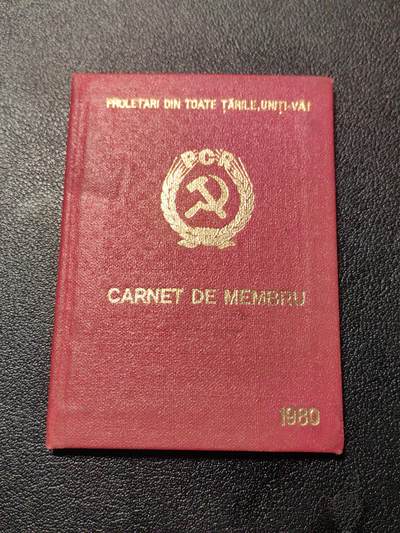 PROLETARI DIN TOATE ȚĂRILE, UNIȚI-VĂ!
PCR
CARNET DE MEMBRU
1980